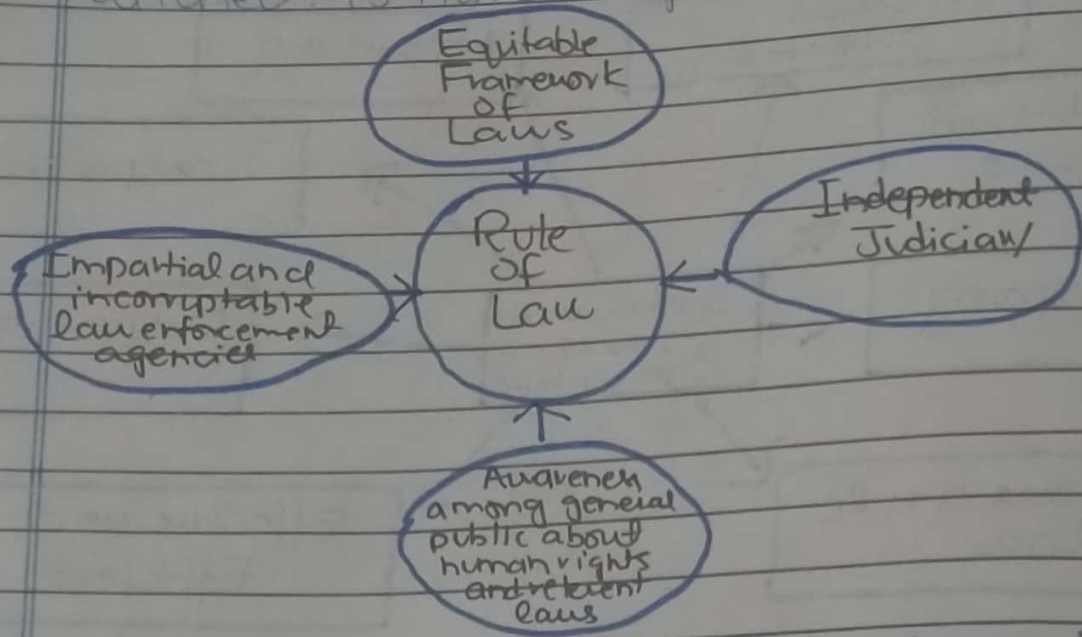 Equitable
Framework
of
Laws
Rule
of
Law
Independent
Judiciary
Impartial and
incorruptable
law enforcement
agencies
Awareness
among general
public about
human rights
and relevent
laws